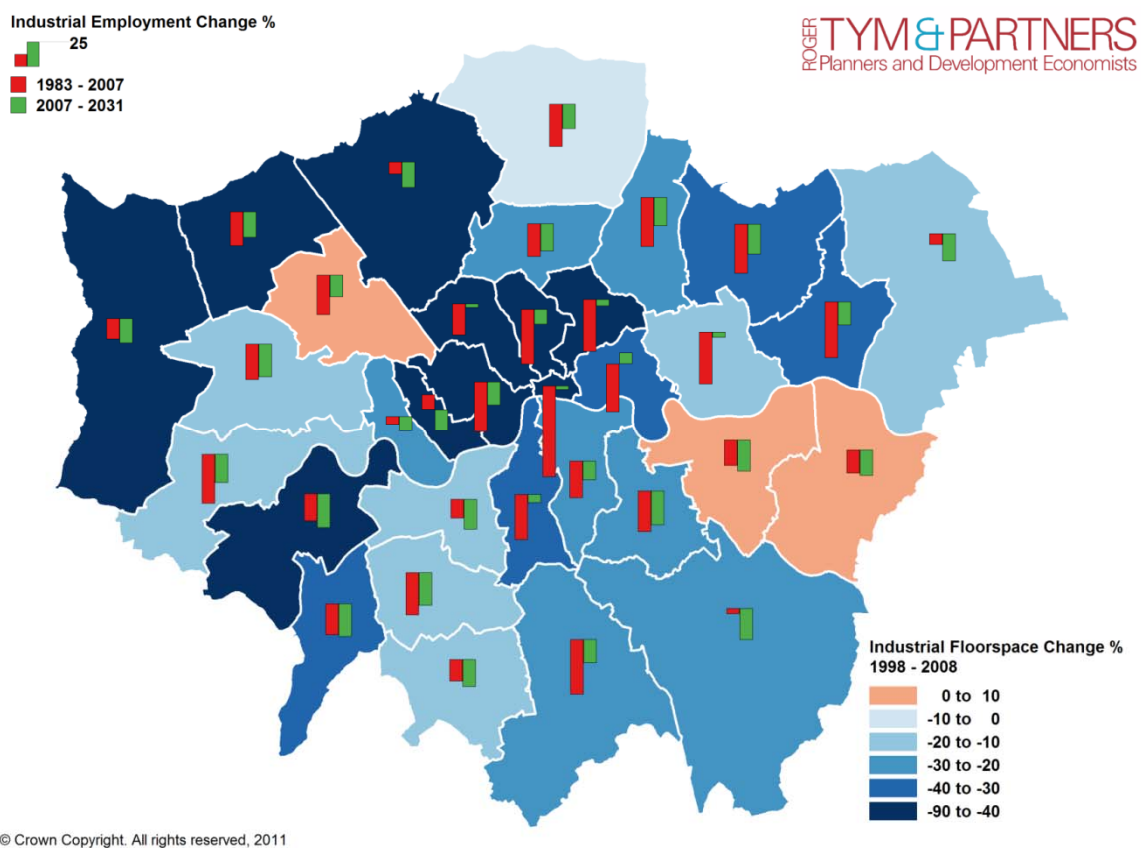 Industrial Employment Change %
25
1983 - 2007
2007 - 2031
ROGER
TYM & PARTNERS
Planners and Development Economists
Industrial Floorspace Change %
1998 - 2008
0 to 10
-10 to 0
-20 to -10
-30 to -20
-40 to -30
-90 to -40
© Crown Copyright. All rights reserved, 2011